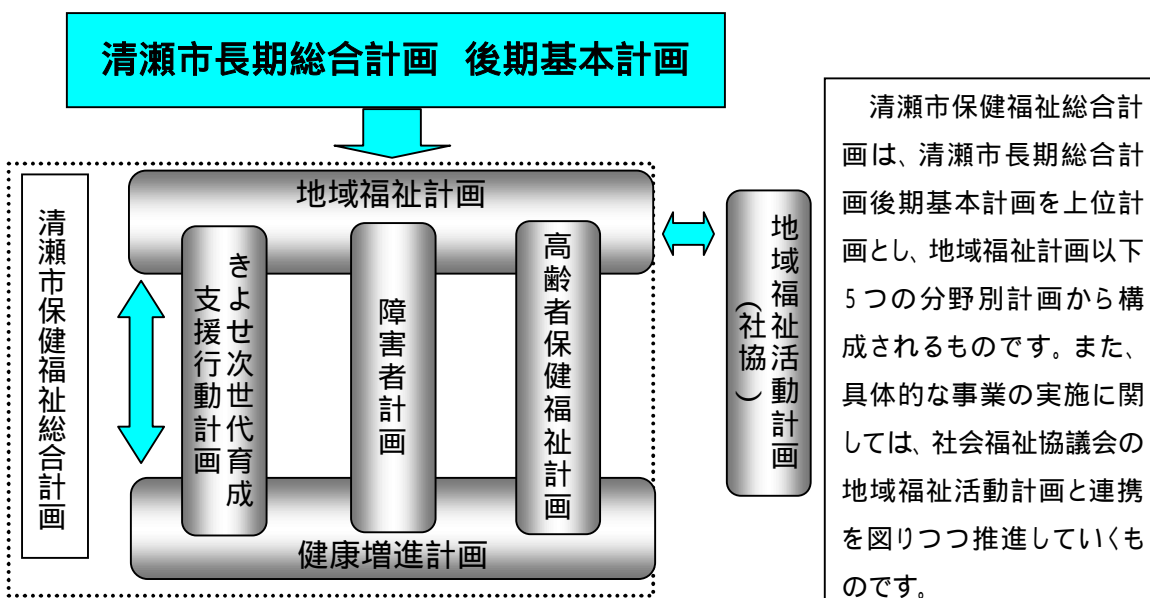 清瀬市長期総合計画 後期基本計画
清瀬市保健福祉総合計画
地域福祉計画
きよせ次世代育成
支援行動計画
障害者計画
高齢者保健福祉計画
健康増進計画
地域福祉活動計画
（社協）
清瀬市保健福祉総合計
画は、清瀬市長期総合計
画後期基本計画を上位計
画とし、地域福祉計画以下
5つの分野別計画から構
成されるものです。また、
具体的な事業の実施に関
しては、社会福祉協議会の
地域福祉活動計画と連携
を図りつつ推進していくも
のです。